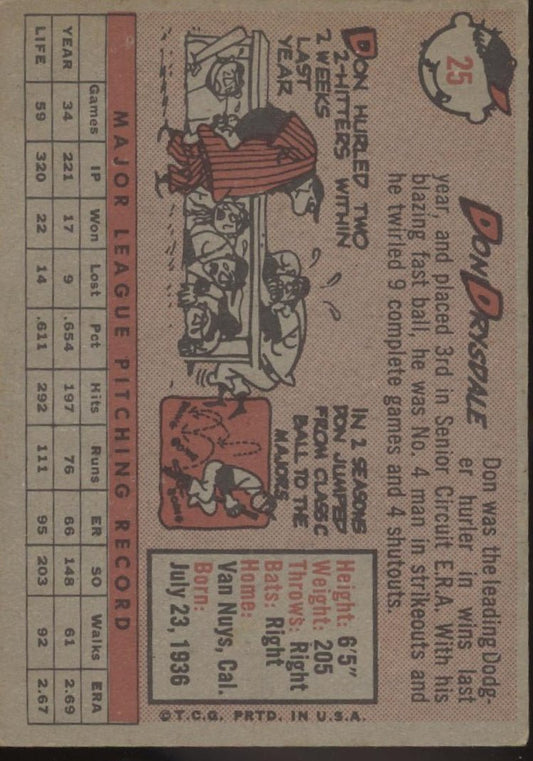 25
DON DRYSDALE
Don was the leading Dodg-
er hurler in wins last
year, and placed 3rd in Senior Circuit E.R.A. With his
blazing fast ball, he was No. 4 man in strikeouts and
he twirled 9 complete games and 4 shutouts.
DON HURLED TWO
2-HITTERS WITHIN
2 WEEKS
LAST
YEAR
IN 2 SEASONS
DON JUMPED
FROM CLASS C
BALL TO THE
MAJORS
Height: 6'5"
Weight: 205
Throws: Right
Bats: Right
Home:
Van Nuys, Cal.
Born:
July 23, 1936
MAJOR LEAGUE PITCHING RECORD
Games IP Won Lost Pct Hits Runs ER SO Walks ERA
YEAR 34 221 17 9 .654 197 76 66 148 61 2.69
LIFE 59 320 22 14 .611 292 111 95 203 92 2.67
©T.C.G. PRTD. IN U.S.A.